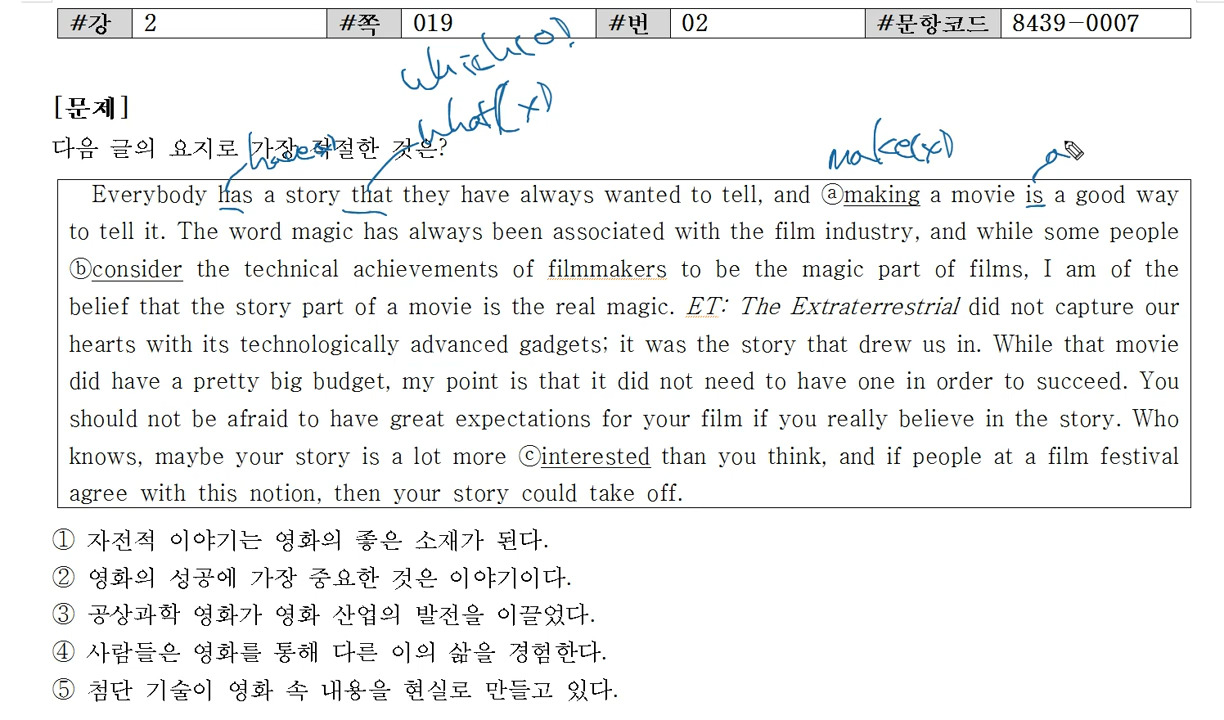 #강 2 #쪽 019 #번 02 #문항코드 8439-0007
which(o)?
[문제]
what(x)
다음 글의 요지로 가장 적절한 것은?
make(x)
Everybody has a story that they have always wanted to tell, and ⓐmaking a movie is a good way
to tell it. The word magic has always been associated with the film industry, and while some people
ⓑconsider the technical achievements of filmmakers to be the magic part of films, I am of the
belief that the story part of a movie is the real magic. ET: The Extraterrestrial did not capture our
hearts with its technologically advanced gadgets; it was the story that drew us in. While that movie
did have a pretty big budget, my point is that it did not need to have one in order to succeed. You
should not be afraid to have great expectations for your film if you really believe in the story. Who
knows, maybe your story is a lot more ⓒinterested than you think, and if people at a film festival
agree with this notion, then your story could take off.
① 자전적 이야기는 영화의 좋은 소재가 된다.
② 영화의 성공에 가장 중요한 것은 이야기이다.
③ 공상과학 영화가 영화 산업의 발전을 이끌었다.
④ 사람들은 영화를 통해 다른 이의 삶을 경험한다.
⑤ 첨단 기술이 영화 속 내용을 현실로 만들고 있다.